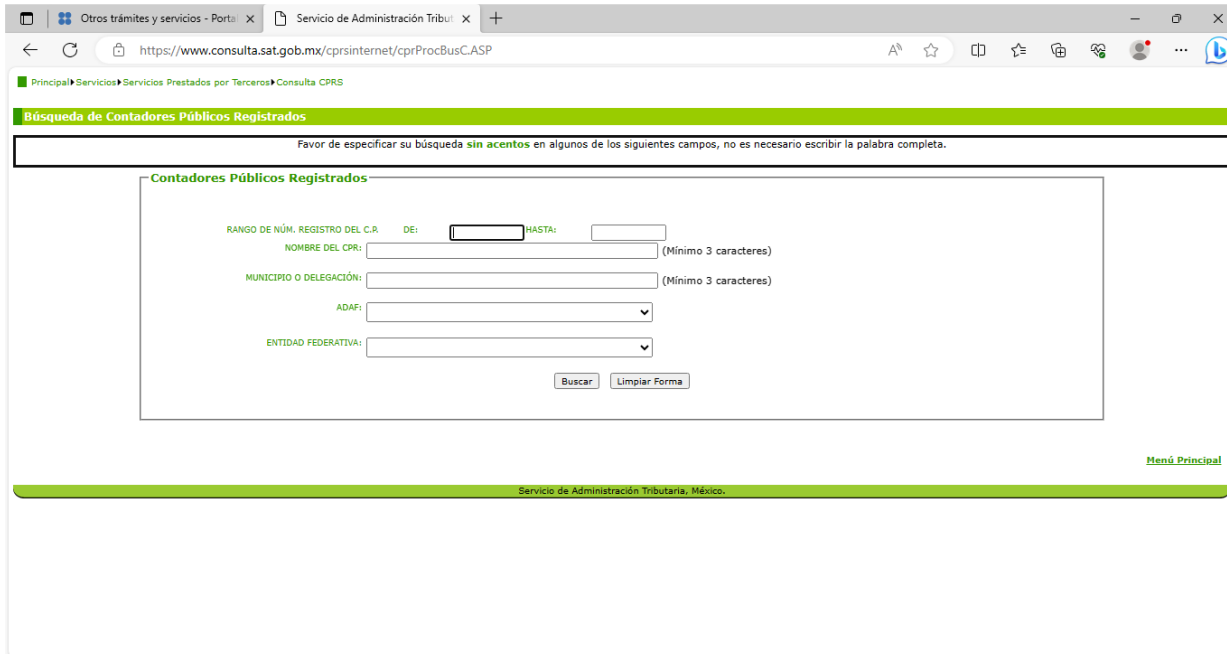 Otros trámites y servicios - Porta
Servicio de Administración Tribut
https://www.consulta.sat.gob.mx/cprsinternet/cprProcBusC.ASP
Principal Servicios Servicios Prestados por Terceros Consulta CPRS
Búsqueda de Contadores Públicos Registrados
Favor de especificar su búsqueda sin acentos en algunos de los siguientes campos, no es necesario escribir la palabra completa.
Contadores Públicos Registrados
RANGO DE NÚM. REGISTRO DEL C.P. DE: HASTA:
NOMBRE DEL CPR: (Mínimo 3 caracteres)
MUNICIPIO O DELEGACIÓN: (Mínimo 3 caracteres)
ADAF:
ENTIDAD FEDERATIVA:
Buscar Limpiar Forma
Menú Principal
Servicio de Administración Tributaria, México.